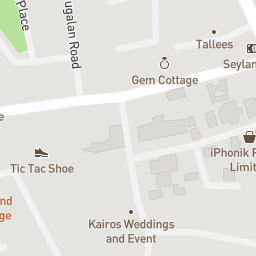 Place
ugalan Road
Tallees
Gem Cottage
Seylan
e
Tic Tac Shoe
iPhonik P
Limit
nd
ge
Kairos Weddings
and Event